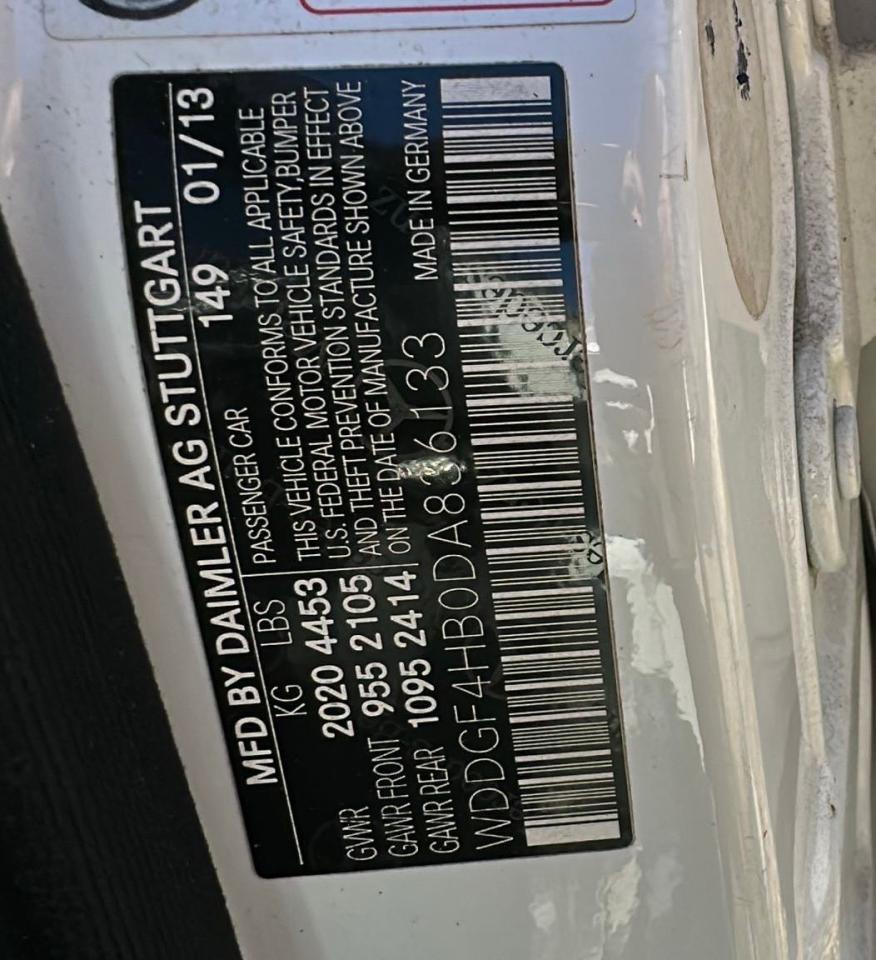 MFD BY DAIMLER AG STUTTGART
149 01/13
KG LBS
GVWR 2020 4453
GAWR FRONT 955 2105
GAWR REAR 1095 2414
PASSENGER CAR
THIS VEHICLE CONFORMS TO ALL APPLICABLE
U.S. FEDERAL MOTOR VEHICLE SAFETY,BUMPER
AND THEFT PREVENTION STANDARDS IN EFFECT
ON THE DATE OF MANUFACTURE SHOWN ABOVE
WDDGF4HB0DA836133
MADE IN GERMANY